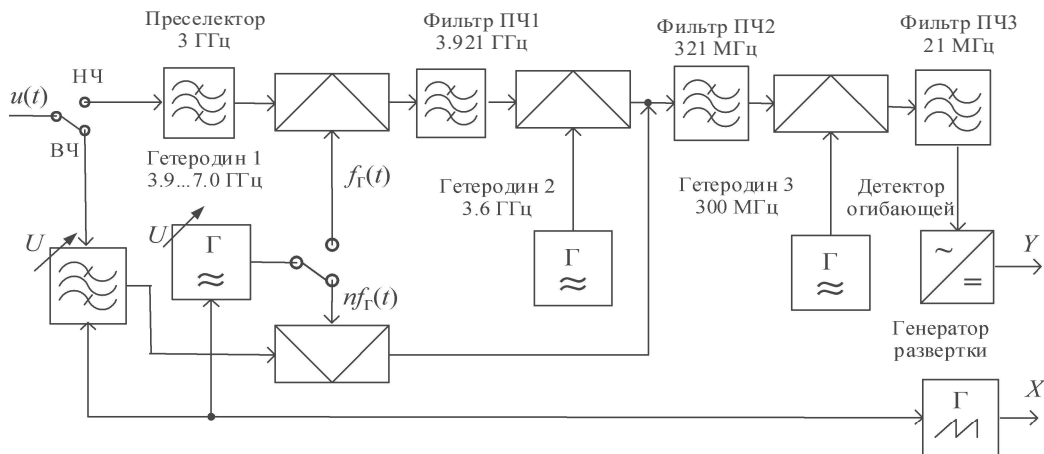 Преселектор
3 ГГц
Фильтр ПЧ1
3.921 ГГц
Фильтр ПЧ2
321 МГц
Фильтр ПЧ3
21 МГц
НЧ
u(t)
ВЧ
Гетеродин 1
3.9...7.0 ГГц
fГ(t)
Гетеродин 2
3.6 ГГц
Гетеродин 3
300 МГц
Детектор
огибающей
U
U
Г
≈
nfГ(t)
Г
≈
Г
≈
~
=
Y
Генератор
развертки
Г
X